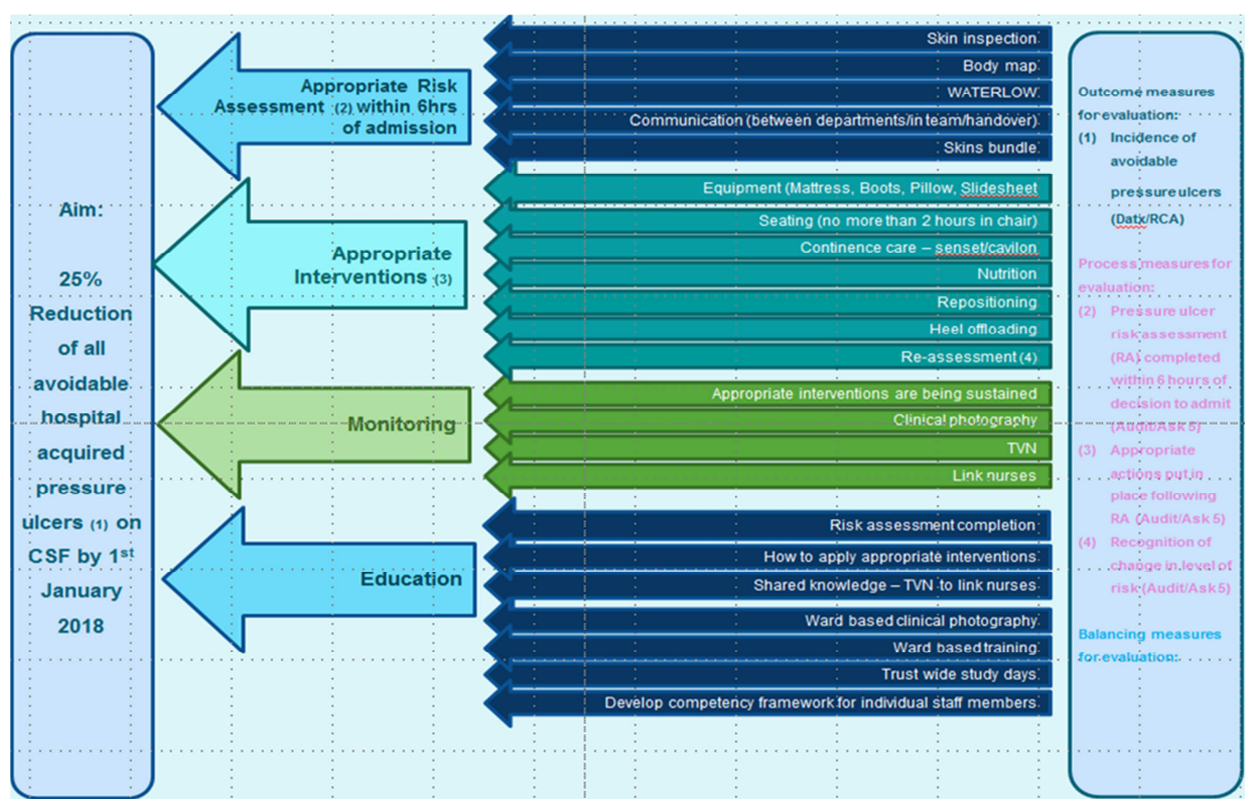 Aim:
25%
Reduction
of all
avoidable
hospital
acquired
pressure
ulcers (1) on
CSF by 1st
January
2018
Appropriate Risk
Assessment (2) within 6hrs
of admission
Appropriate
Interventions (3)
Monitoring
Education
Skin inspection
Body map
WATERLOW
Communication (between departments/in team/handover)
Skins bundle
Equipment (Mattress, Boots, Pillow, Slidesheet
Seating (no more than 2 hours in chair)
Continence care – senset/cavilon
Nutrition
Repositioning
Heel offloading
Re-assessment (4)
Appropriate interventions are being sustained
Clinical photography
TVN
Link nurses
Risk assessment completion
How to apply appropriate interventions
Shared knowledge – TVN to link nurses
Ward based clinical photography
Ward based training
Trust wide study days
Develop competency framework for individual staff members
Outcome measures
for evaluation:
(1) Incidence of
avoidable
pressure ulcers
(Datx/RCA)
Process measures for
evaluation:
(2) Pressure ulcer
risk assessment
(RA) completed
within 6 hours of
decision to admit
(Audit/Ask 5)
(3) Appropriate
actions put in
place following
RA (Audit/Ask 5)
(4) Recognition of
change in level of
risk (Audit/Ask 5)
Balancing measures
for evaluation: